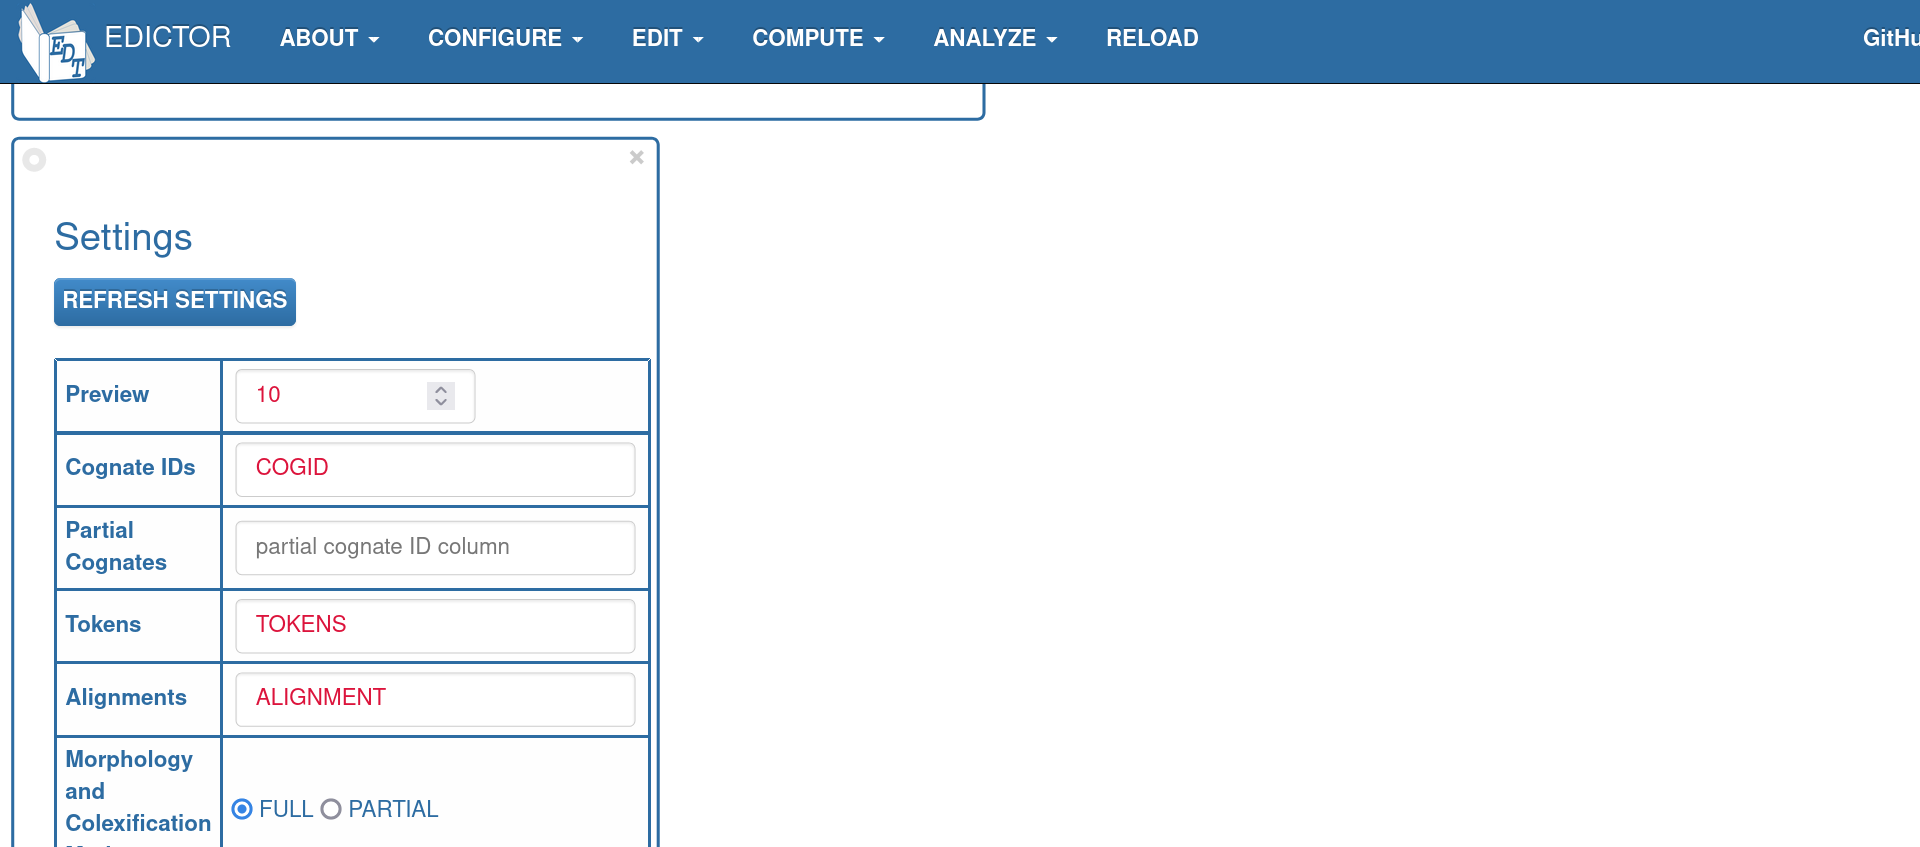 EDT EDICTOR ABOUT CONFIGURE EDIT COMPUTE ANALYZE RELOAD GitHu
Settings
REFRESH SETTINGS
Preview 10
Cognate IDs COGID
Partial
Cognates
partial cognate ID column
Tokens TOKENS
Alignments ALIGNMENT
Morphology
and
Colexification
FULL PARTIAL